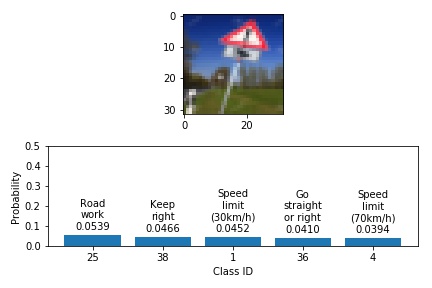 0
10
20
30
0 20
0.5
0.4
0.3
0.2
0.1
0.0
Probability
Road
work
0.0539
Keep
right
0.0466
Speed
limit
(30km/h)
0.0452
Go
straight
or right
0.0410
Speed
limit
(70km/h)
0.0394
25 38 1 36 4
Class ID